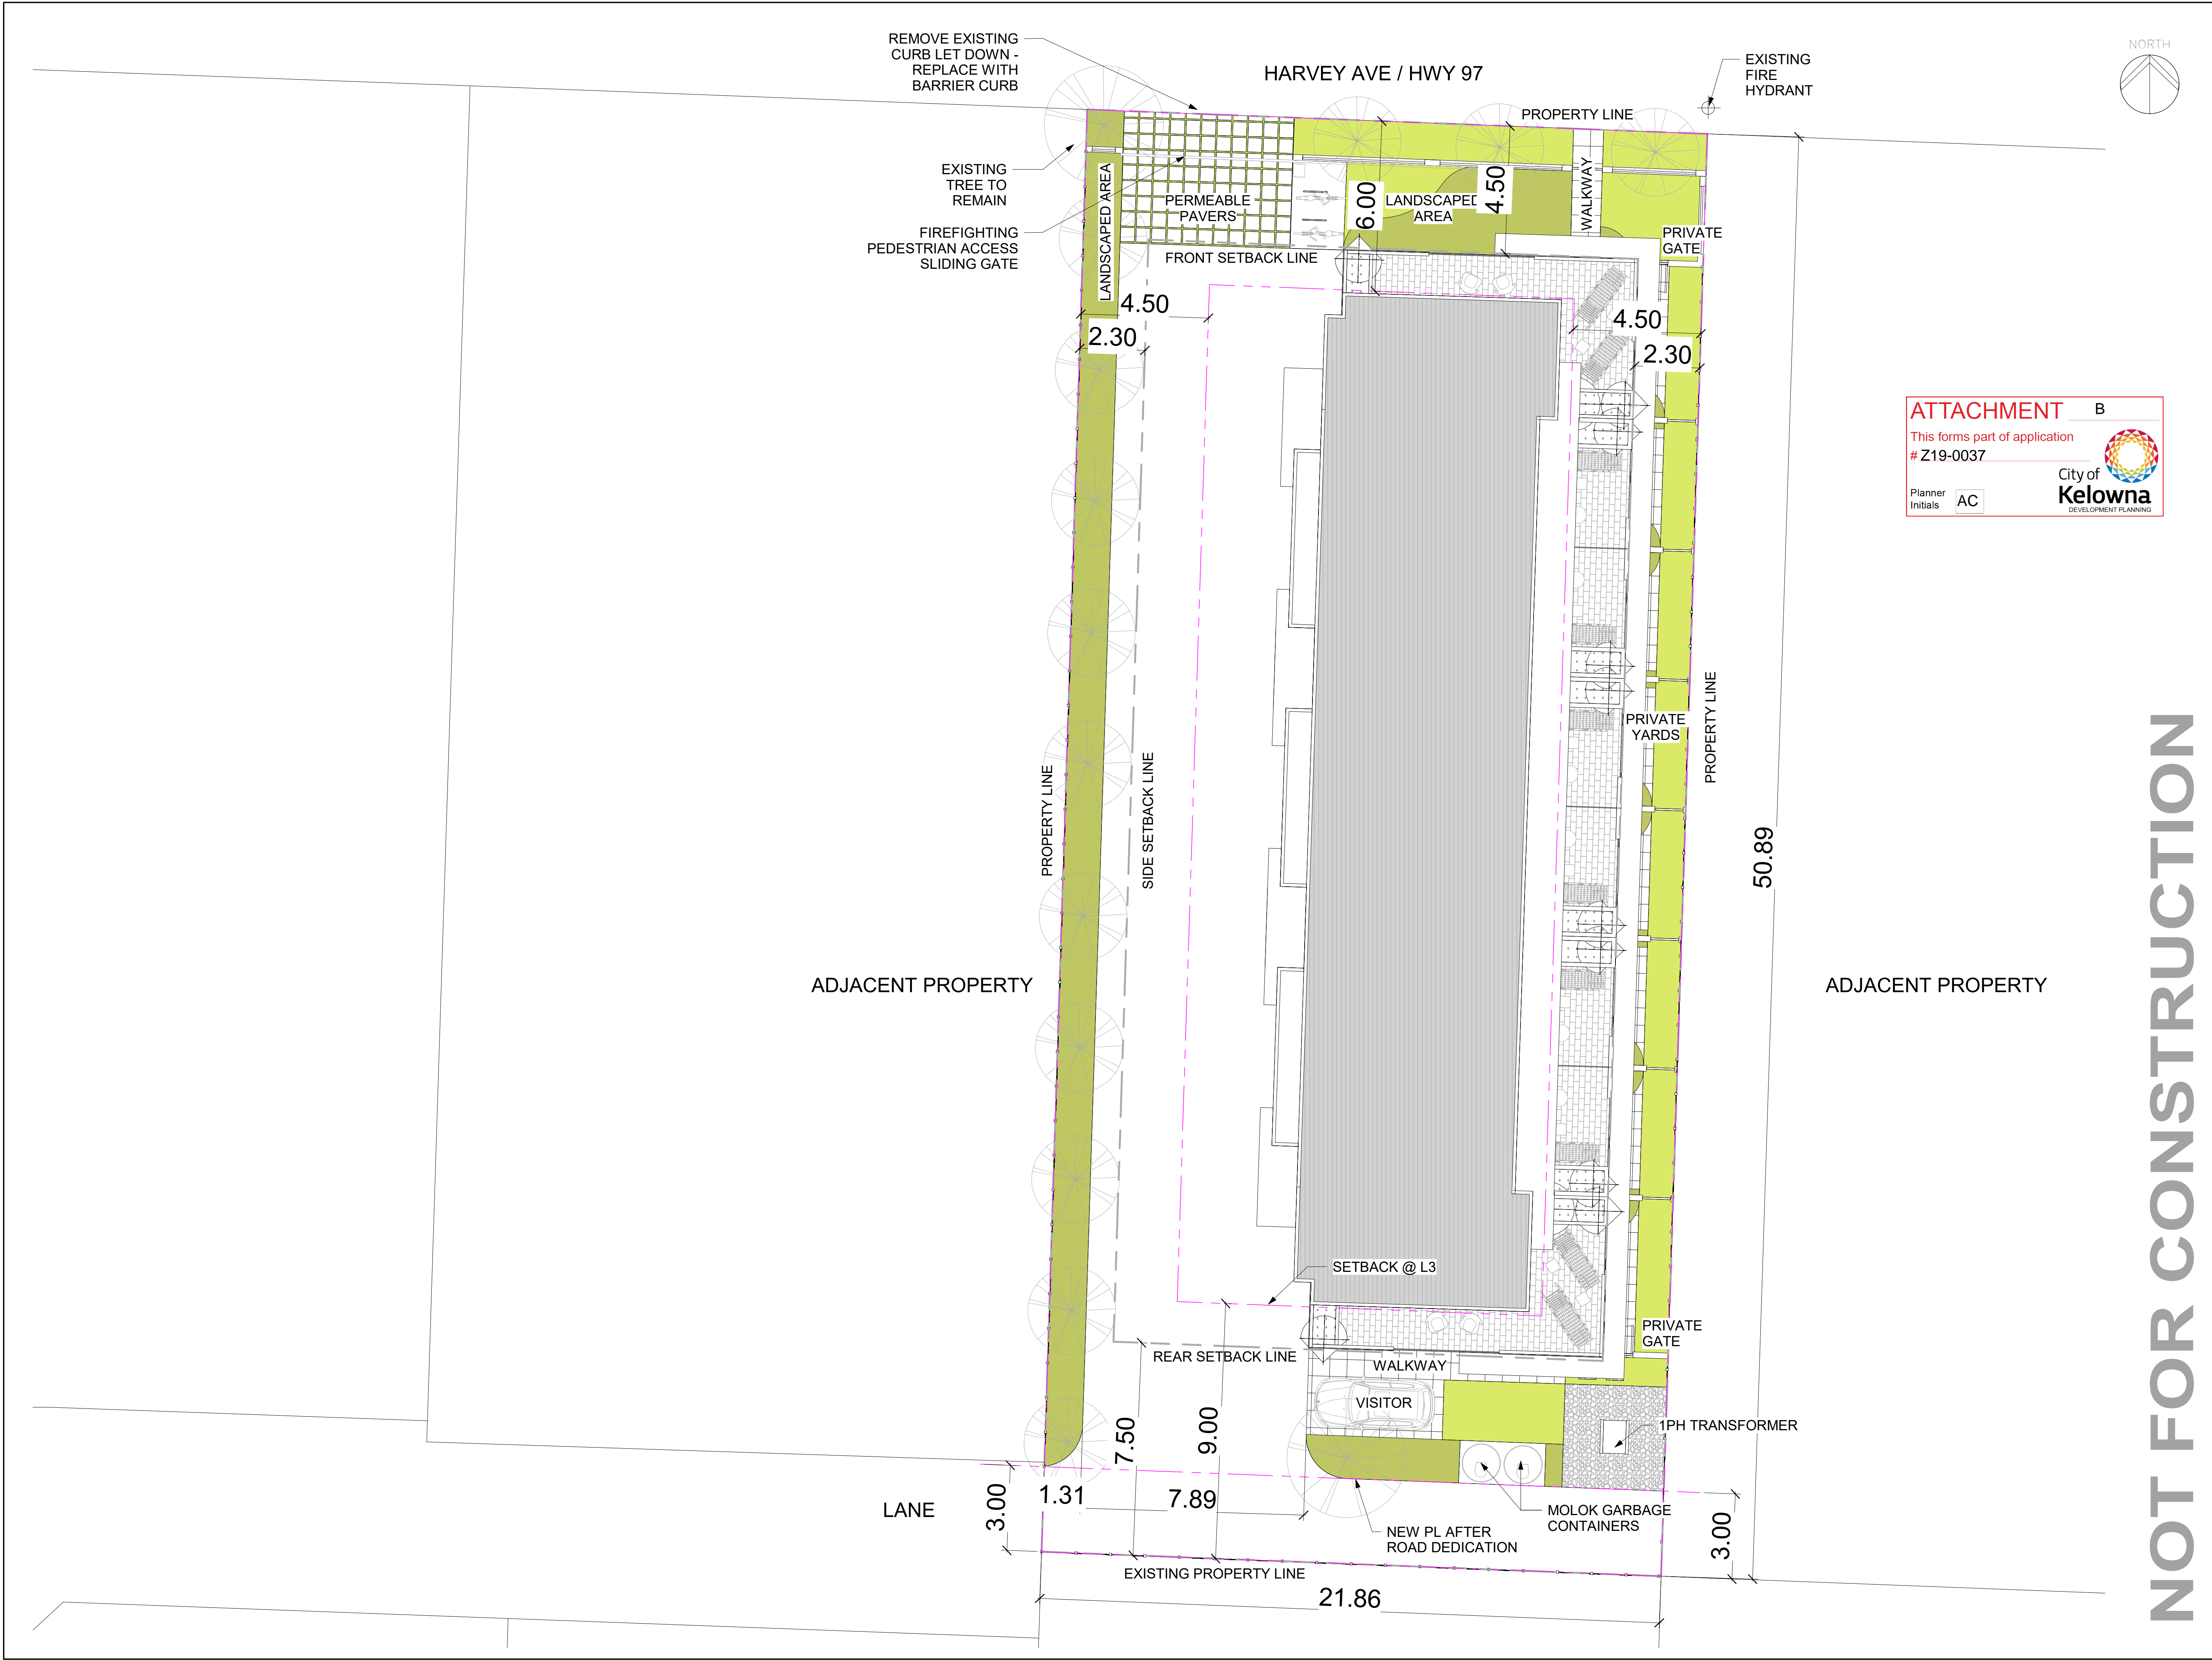 REMOVE EXISTING
CURB LET DOWN -
REPLACE WITH
BARRIER CURB
HARVEY AVE / HWY 97
EXISTING
FIRE
HYDRANT
NORTH
PROPERTY LINE
EXISTING
TREE TO
REMAIN
FIREFIGHTING
PEDESTRIAN ACCESS
SLIDING GATE
LANDSCAPED AREA
PERMEABLE
PAVERS
6.00
LANDSCAPED
AREA
4.50
WALKWAY
PRIVATE
GATE
FRONT SETBACK LINE
4.50
2.30
4.50
2.30
ATTACHMENT B
This forms part of application
# Z19-0037
City of
Kelowna
DEVELOPMENT PLANNING
Planner
Initials AC
PROPERTY LINE
SIDE SETBACK LINE
PRIVATE
YARDS
PROPERTY LINE
50.89
ADJACENT PROPERTY
ADJACENT PROPERTY
SETBACK @ L3
PRIVATE
GATE
REAR SETBACK LINE
WALKWAY
VISITOR
1PH TRANSFORMER
7.50
9.00
LANE
3.00
1.31
7.89
MOLOK GARBAGE
CONTAINERS
NEW PL AFTER
ROAD DEDICATION
3.00
EXISTING PROPERTY LINE
21.86
NOT FOR CONSTRUCTION